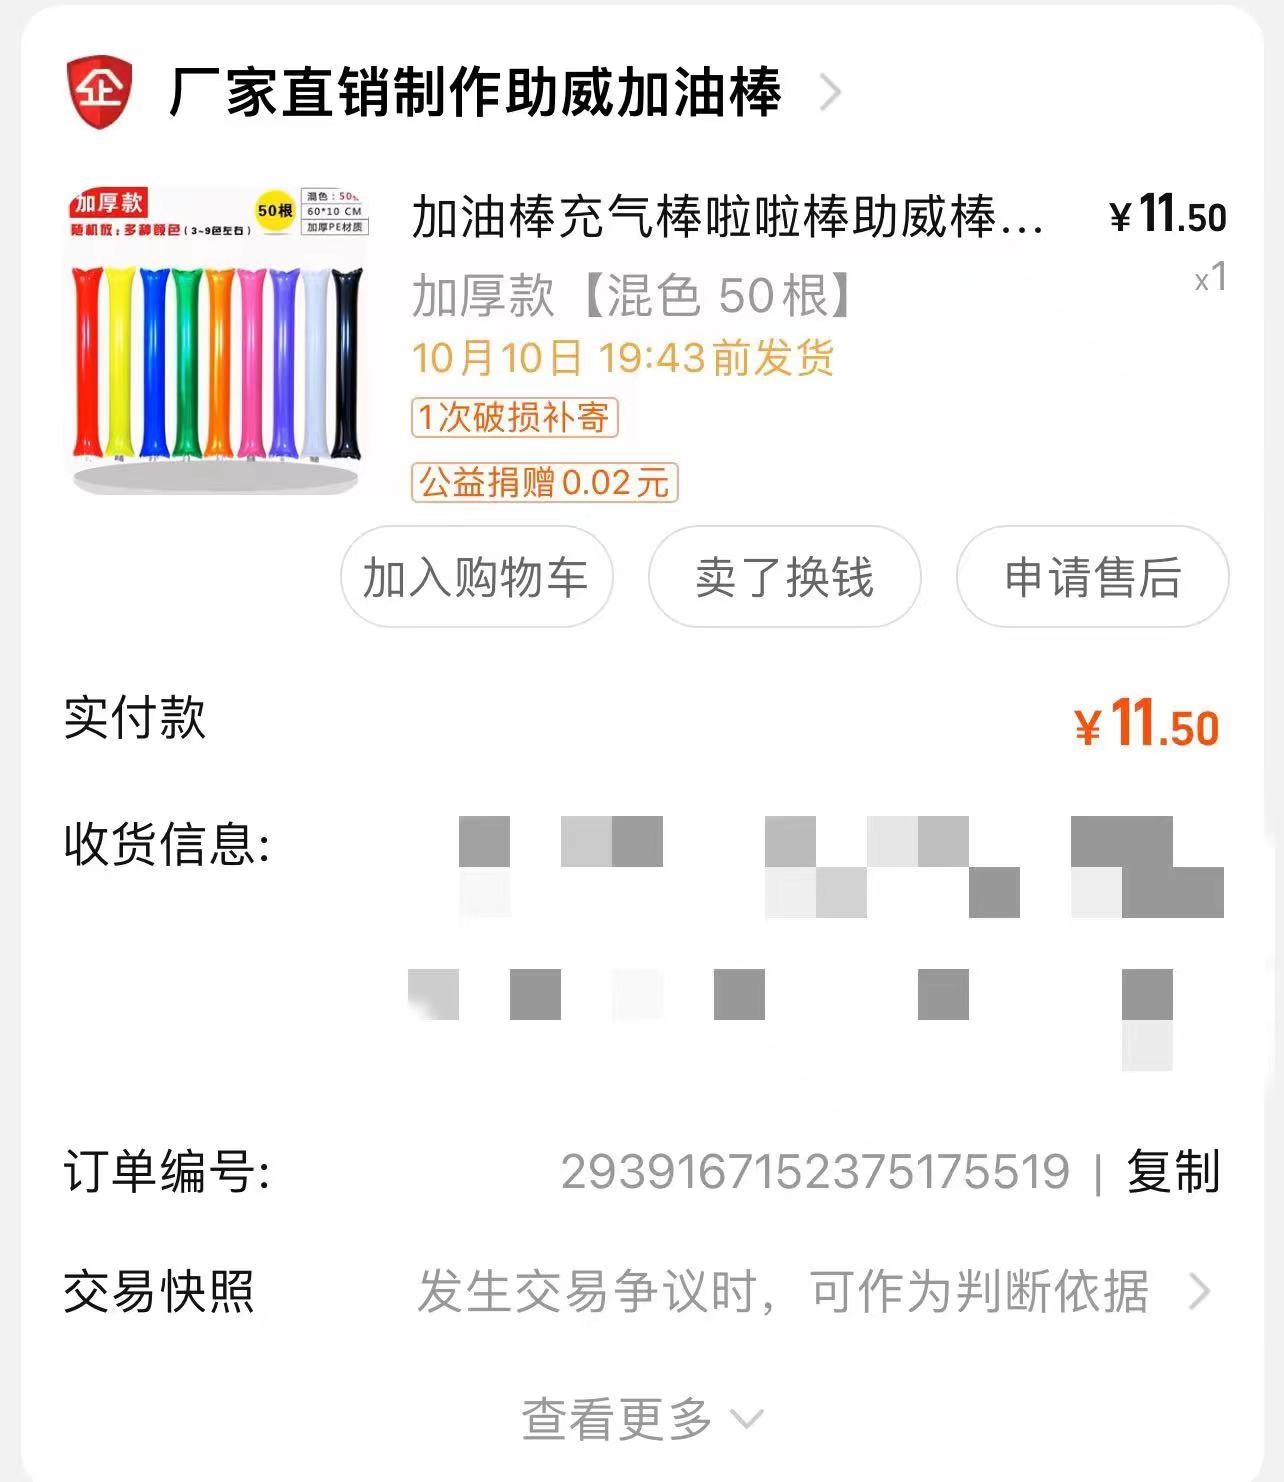 企 厂家直销制作助威加油棒
加厚款
50根
混色：50
60*10 CM
加厚PE材质
随机放：多种颜色（3~9色左右）
加油棒充气棒啦啦棒助威棒... ¥11.50
加厚款【混色 50根】 x1
10月10日 19:43前发货
1次破损补寄
公益捐赠0.02元
加入购物车 卖了换钱 申请售后
实付款 ¥11.50
收货信息:
订单编号: 2939167152375175519 | 复制
交易快照 发生交易争议时，可作为判断依据
查看更多